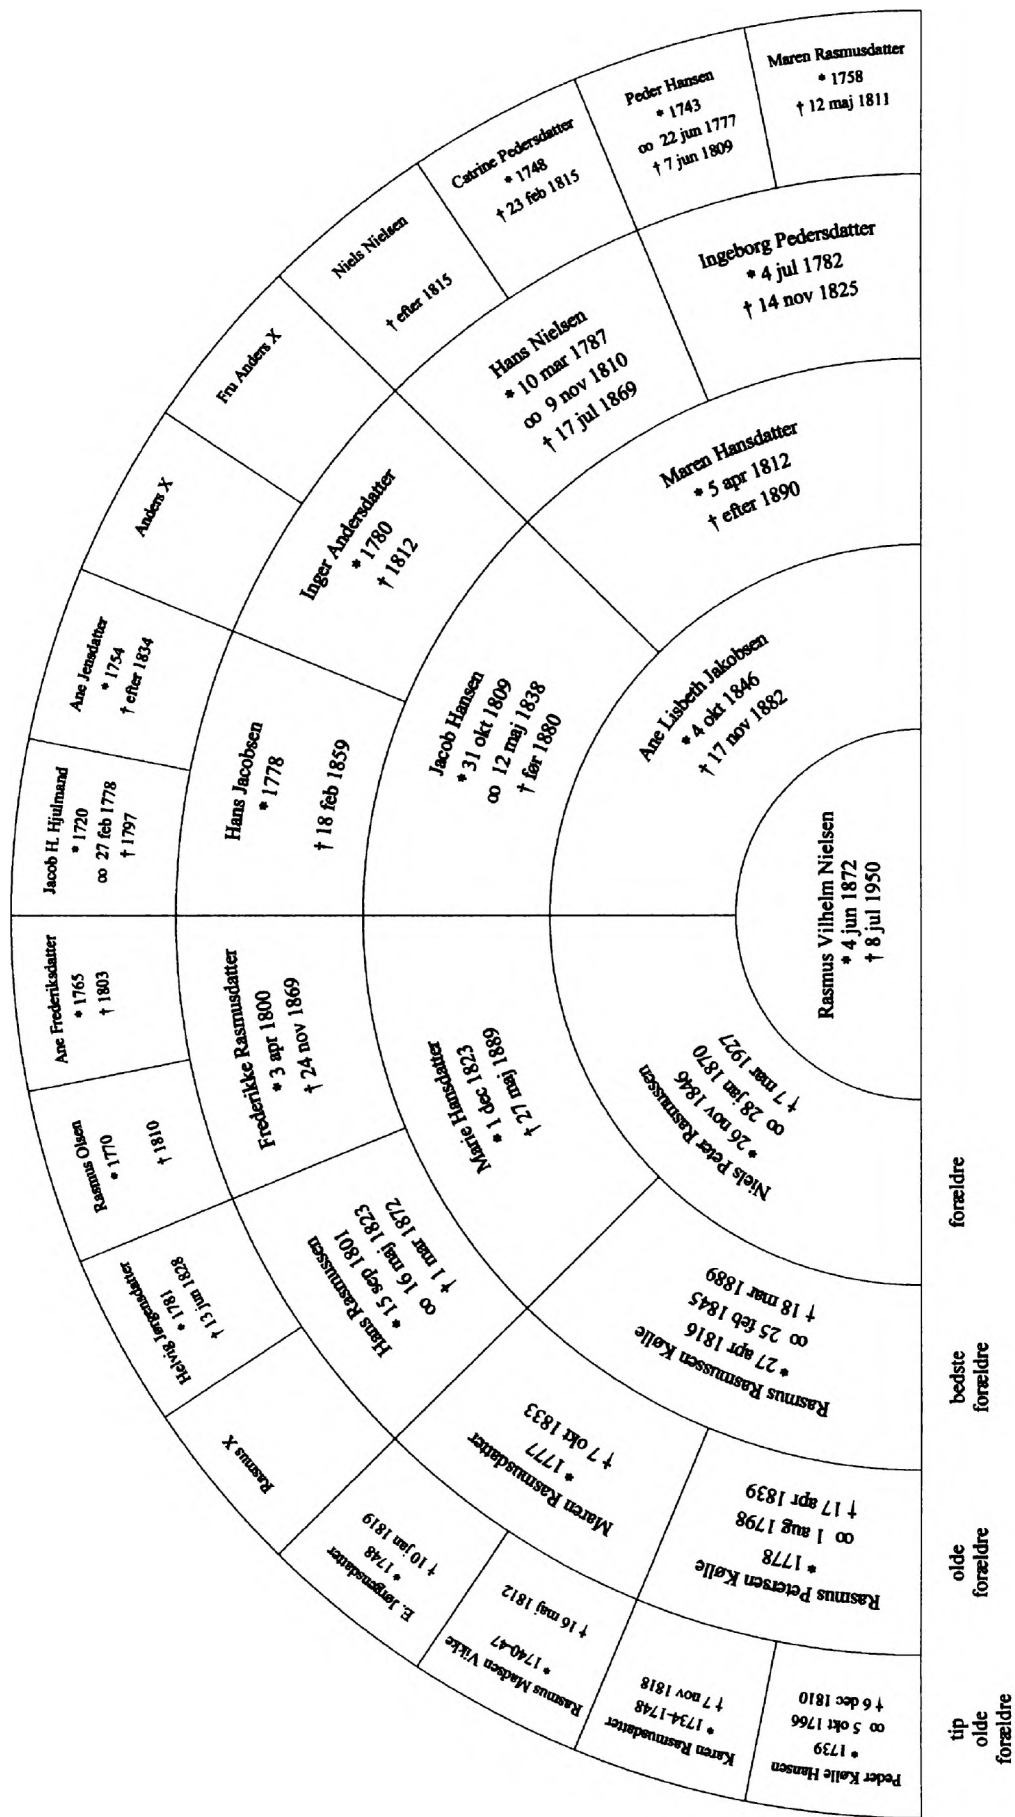 Rasmus Vilhelm Nielsen
* 4 jun 1872
† 8 jul 1950
Niels Peter Rasmussen
* 26 nov 1846
∞ 28 jan 1870
† 7 mar 1927
Ane Lisbeth Jakobsen
* 4 okt 1846
† 17 nov 1882
Rasmus Rasmussen Kølle
* 27 apr 1816
∞ 25 feb 1845
† 18 mar 1889
Marie Hansdatter
* 1 dec 1823
† 27 maj 1889
Jacob Hansen
* 31 okt 1809
∞ 12 maj 1838
† før 1880
Maren Hansdatter
* 5 apr 1812
† efter 1890
Rasmus Petersen Kølle
* 1778
∞ 1 aug 1798
† 17 apr 1839
Maren Rasmusdatter
* 1777
† 7 okt 1833
Hans Rasmussen
* 15 sep 1801
∞ 16 maj 1823
† 1 mar 1872
Frederikke Rasmusdatter
* 3 apr 1800
† 24 nov 1869
Hans Jacobsen
* 1778
† 18 feb 1859
Inger Andersdatter
* 1780
† 1812
Hans Nielsen
* 10 mar 1787
∞ 9 nov 1810
† 17 jul 1869
Ingeborg Pedersdatter
* 4 jul 1782
† 14 nov 1825
Peder Kølle Hansen
* 1739
∞ 5 okt 1766
† 6 dec 1810
Karen Rasmusdatter
* 1734-1748
† 7 nov 1818
Rasmus Madsen Vikke
* 1740-47
† 16 maj 1812
E. Jørgensdatter
* 1748
† 10 jan 1819
Rasmus X
Helvig Jørgensdatter
* 1781
† 13 jun 1828
Rasmus Olsen
* 1770
† 1810
Ane Frederiksdatter
* 1765
† 1803
Jacob H. Hjulmand
* 1720
∞ 27 feb 1778
† 1797
Ane Jensdatter
* 1754
† efter 1834
Anders X
Fru Anders X
Niels Nielsen
† efter 1815
Catrine Pedersdatter
* 1748
† 23 feb 1815
Peder Hansen
* 1743
∞ 22 jun 1777
† 7 jun 1809
Maren Rasmusdatter
* 1758
† 12 maj 1811
forældre
bedste
forældre
olde
forældre
tip
olde
forældre